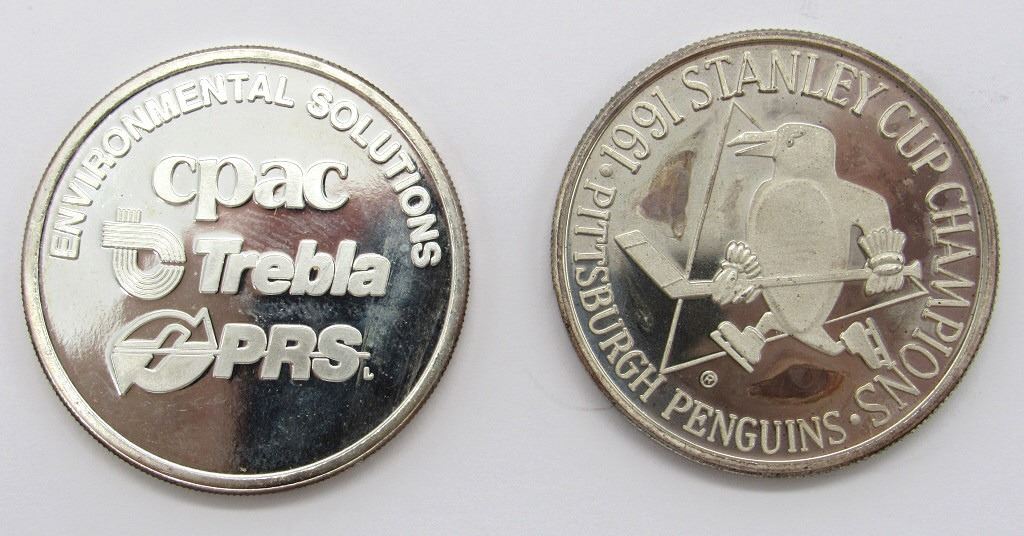 ENVIRONMENTAL SOLUTIONS
cpac
Trebla
PRS
· 1991 STANLEY CUP CHAMPIONS ·
PITTSBURGH PENGUINS
®